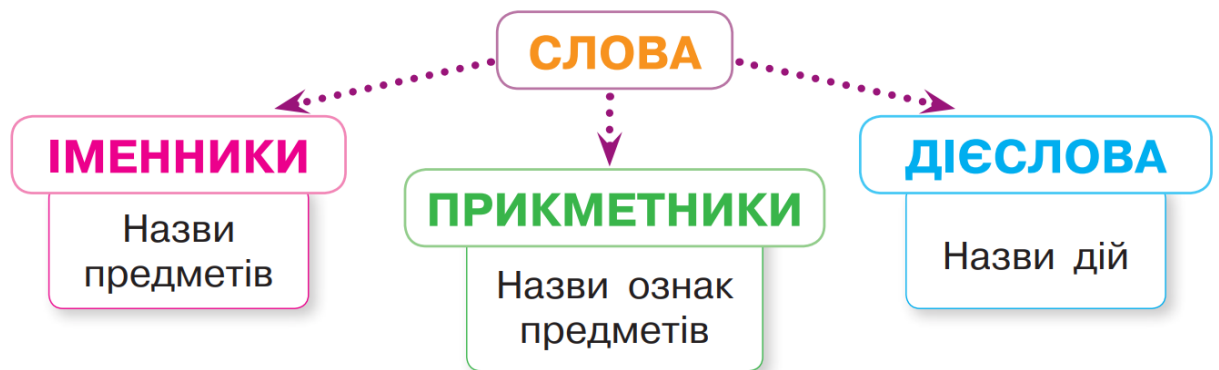 СЛОВА
ІМЕННИКИ
Назви
предметів
ПРИКМЕТНИКИ
Назви ознак
предметів
ДІЄСЛОВА
Назви дій